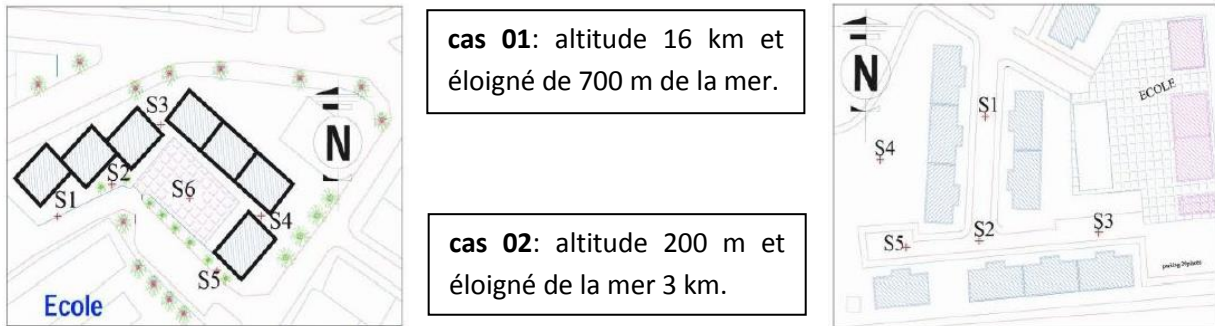 S3
S2
S1
S6
S4
S5
N
Ecole
cas 01: altitude 16 km et
éloigné de 700 m de la mer.
cas 02: altitude 200 m et
éloigné de la mer 3 km.
N
ECOLE
S1
S4
S3
S2
S5